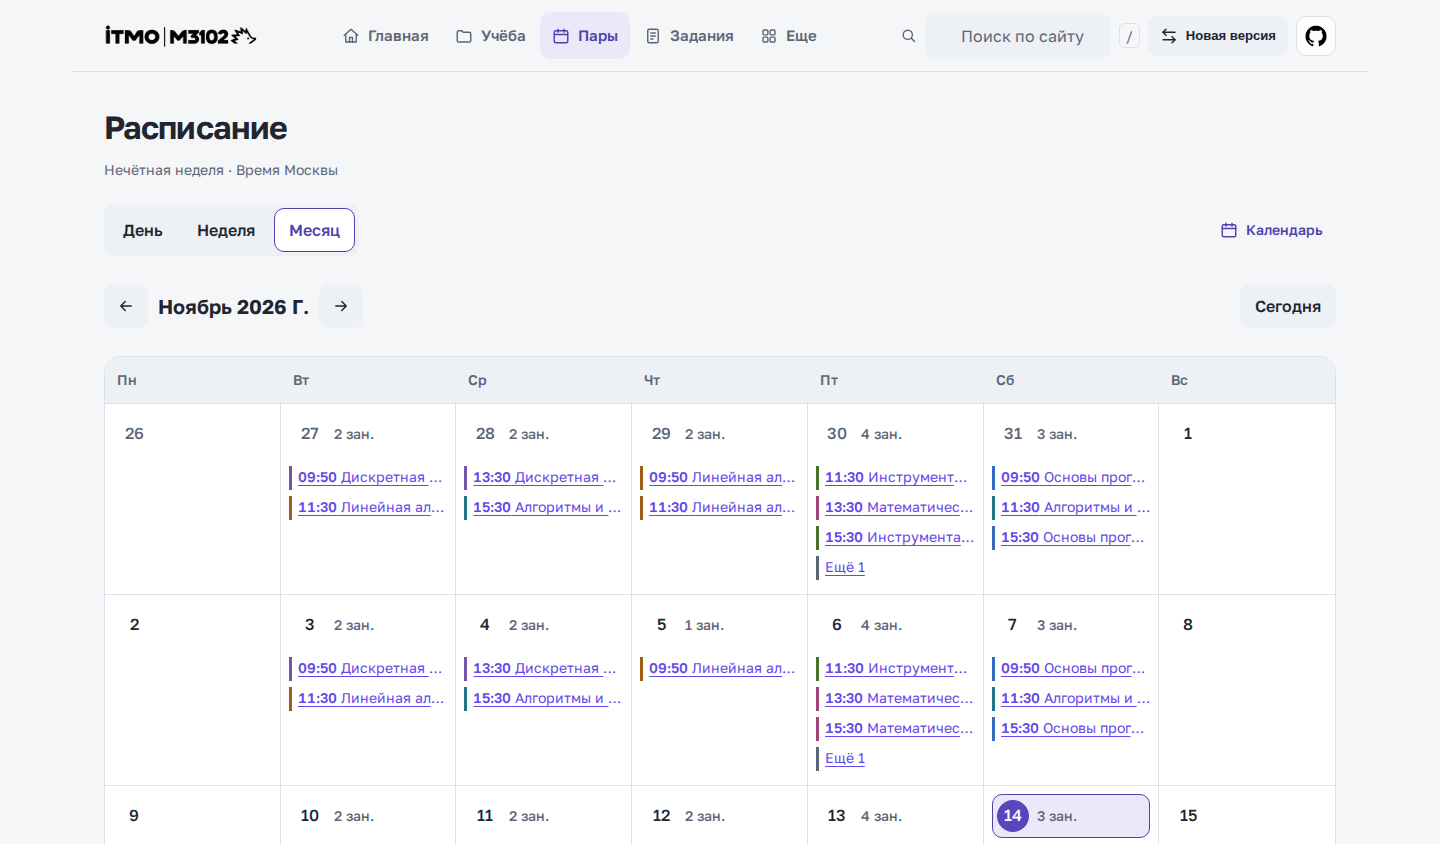 ITMO | M3102
Главная
Учёба
Пары
Задания
Еще
Поиск по сайту
/
Новая версия
Расписание
Нечётная неделя · Время Москвы
День
Неделя
Месяц
Календарь
Ноябрь 2026 Г.
Сегодня
Пн Вт Ср Чт Пт Сб Вс
26
27 2 зан.
09:50 Дискретная ...
11:30 Линейная ал...
28 2 зан.
13:30 Дискретная ...
15:30 Алгоритмы и ...
29 2 зан.
09:50 Линейная ал...
11:30 Линейная ал...
30 4 зан.
11:30 Инструмент...
13:30 Математичес...
15:30 Инструмента...
Ещё 1
31 3 зан.
09:50 Основы прог...
11:30 Алгоритмы и ...
15:30 Основы прог...
1
2
3 2 зан.
09:50 Дискретная ...
11:30 Линейная ал...
4 2 зан.
13:30 Дискретная ...
15:30 Алгоритмы и ...
5 1 зан.
09:50 Линейная ал...
6 4 зан.
11:30 Инструмент...
13:30 Математичес...
15:30 Математичес...
Ещё 1
7 3 зан.
09:50 Основы прог...
11:30 Алгоритмы и ...
15:30 Основы прог...
8
9
10 2 зан.
11 2 зан.
12 2 зан.
13 4 зан.
14 3 зан.
15